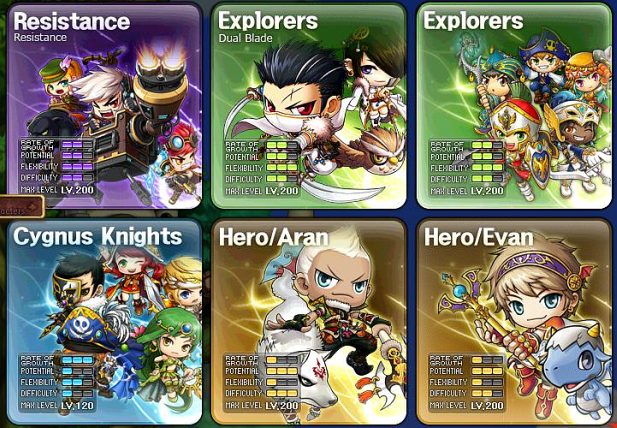 Resistance
Resistance
RATE OF GROWTH
POTENTIAL
FLEXIBILITY
DIFFICULTY
MAX LEVEL LV,200
Explorers
Dual Blade
RATE OF GROWTH
POTENTIAL
FLEXIBILITY
DIFFICULTY
MAX LEVEL LV,200
Explorers
RATE OF GROWTH
POTENTIAL
FLEXIBILITY
DIFFICULTY
MAX LEVEL LV,200
Cygnus Knights
RATE OF GROWTH
POTENTIAL
FLEXIBILITY
DIFFICULTY
MAX LEVEL LV,120
Hero/Aran
RATE OF GROWTH
POTENTIAL
FLEXIBILITY
DIFFICULTY
MAX LEVEL LV,200
Hero/Evan
RATE OF GROWTH
POTENTIAL
FLEXIBILITY
DIFFICULTY
MAX LEVEL LV,200